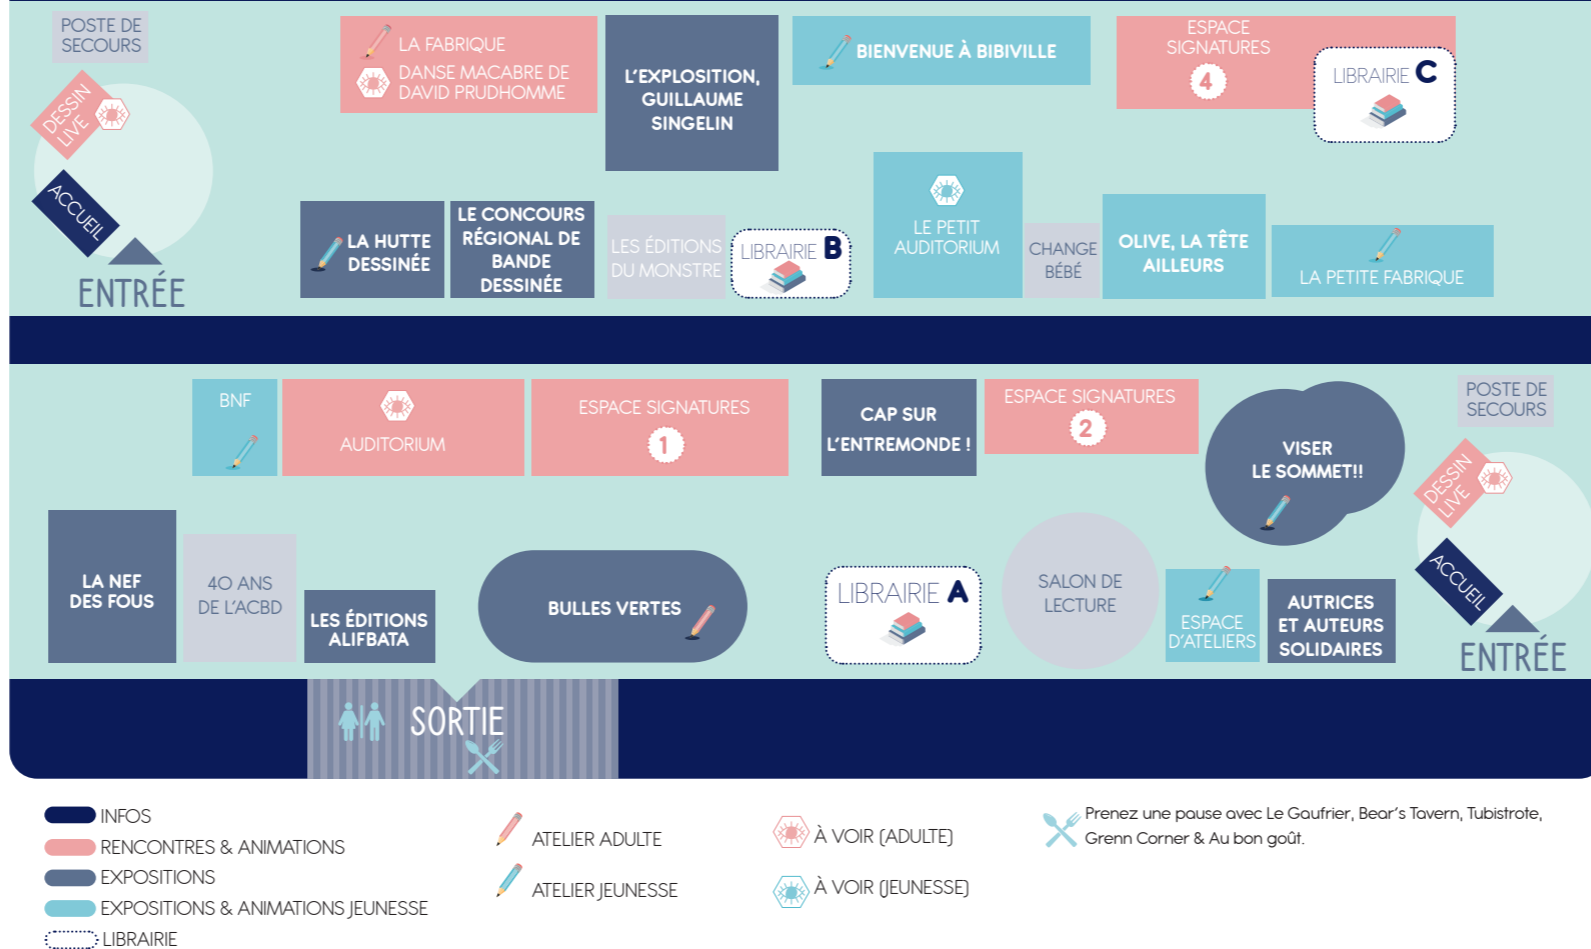 POSTE DE
SECOURS
DESSIN
LIVE
ACCUEIL
ENTRÉE
LA FABRIQUE
DANSE MACABRE DE
DAVID PRUDHOMME
L'EXPLOSITION,
GUILLAUME
SINGELIN
BIENVENUE À BIBIVILLE
ESPACE
SIGNATURES
4
LIBRAIRIE C
LA HUTTE
DESSINÉE
LE CONCOURS
RÉGIONAL DE
BANDE
DESSINÉE
LES ÉDITIONS
DU MONSTRE
LIBRAIRIE B
LE PETIT
AUDITORIUM
CHANGE
BÉBÉ
OLIVE, LA TÊTE
AILLEURS
LA PETITE FABRIQUE
BNF
AUDITORIUM
ESPACE SIGNATURES
1
CAP SUR
L'ENTREMONDE !
ESPACE SIGNATURES
2
VISER
LE SOMMET!!
POSTE DE
SECOURS
DESSIN
LIVE
ACCUEIL
ENTRÉE
LA NEF
DES FOUS
40 ANS
DE L'ACBD
LES ÉDITIONS
ALIFBATA
BULLES VERTES
LIBRAIRIE A
SALON DE
LECTURE
ESPACE
D'ATELIERS
AUTRICES
ET AUTEURS
SOLIDAIRES
SORTIE
INFOS
RENCONTRES & ANIMATIONS
EXPOSITIONS
EXPOSITIONS & ANIMATIONS JEUNESSE
LIBRAIRIE
ATELIER ADULTE
ATELIER JEUNESSE
À VOIR (ADULTE)
À VOIR (JEUNESSE)
Prenez une pause avec Le Gaufrier, Bear's Tavern, Tubistrote,
Grenn Corner & Au bon goût.